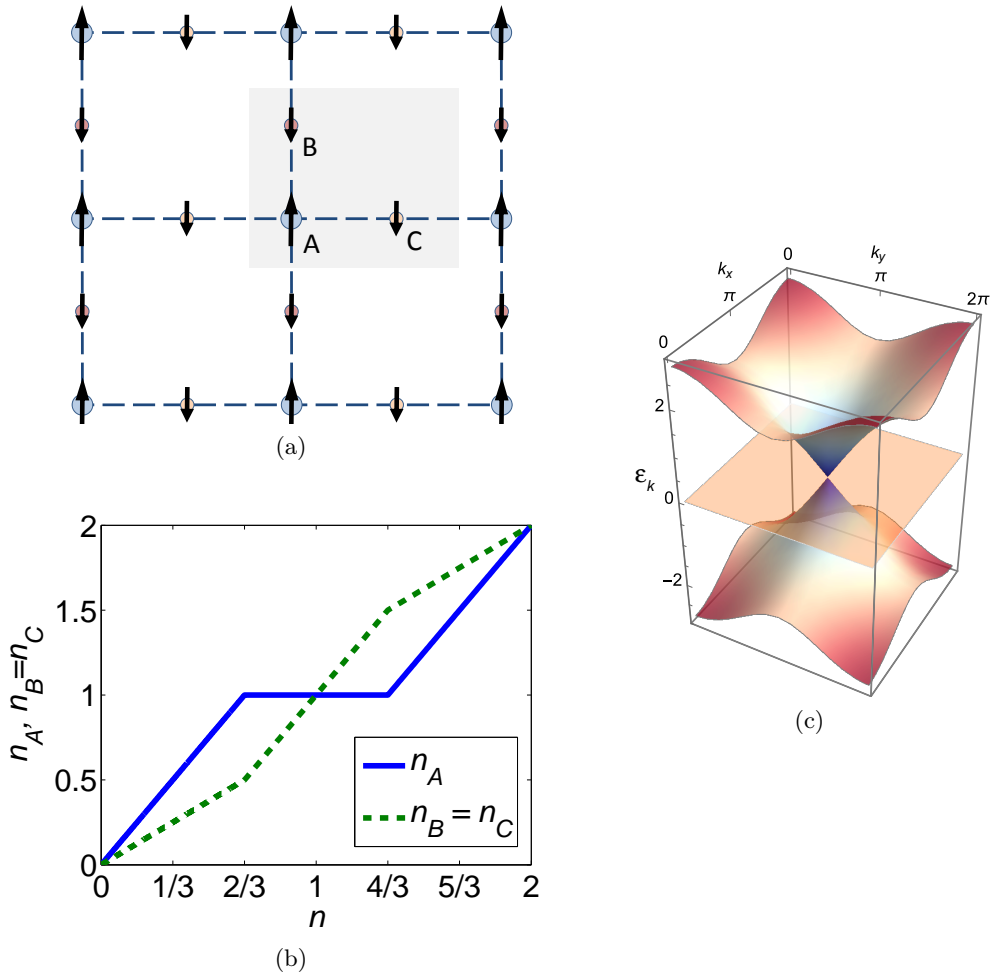 B
A
C
(a)
2
1.5
1
0.5
0
n_A, n_B=n_C
n_A
n_B = n_C
0 1/3 2/3 1 4/3 5/3 2
n
(b)
0
k_x
k_y
π
π
0
2π
2
ε_k
0
−2
(c)